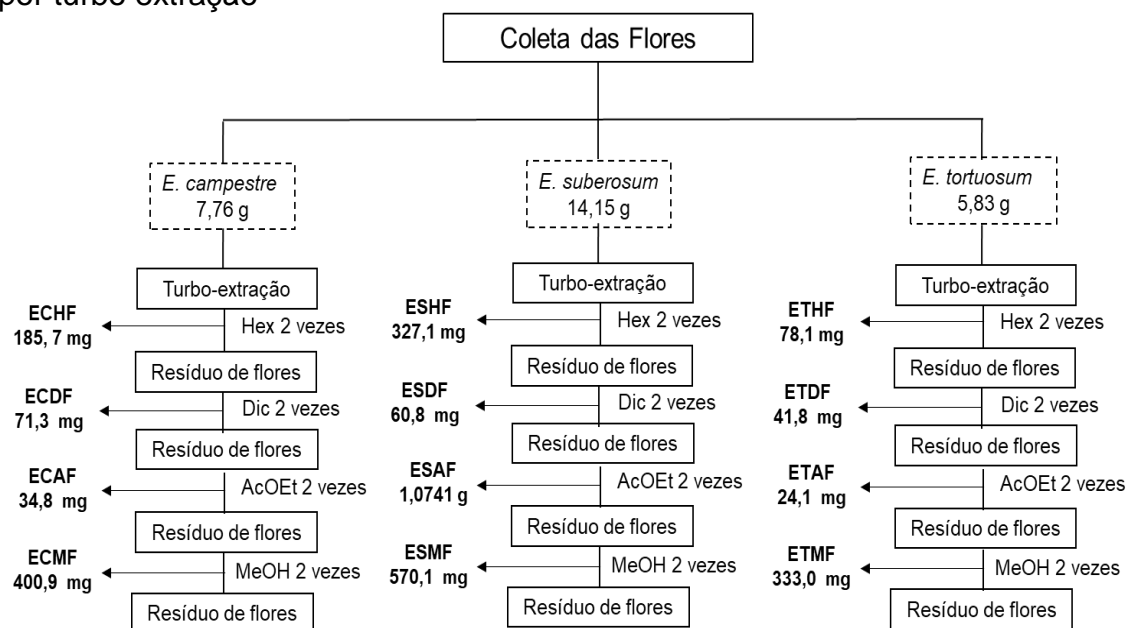 por turbo extração
Coleta das Flores
E. campestre
7,76 g
E. suberosum
14,15 g
E. tortuosum
5,83 g
Turbo-extração
ECHF
185, 7 mg
Hex 2 vezes
Resíduo de flores
ECDF
71,3 mg
Dic 2 vezes
Resíduo de flores
ECAF
34,8 mg
AcOEt 2 vezes
Resíduo de flores
ECMF
400,9 mg
MeOH 2 vezes
Resíduo de flores
Turbo-extração
ESHF
327,1 mg
Hex 2 vezes
Resíduo de flores
ESDF
60,8 mg
Dic 2 vezes
Resíduo de flores
ESAF
1,0741 g
AcOEt 2 vezes
Resíduo de flores
ESMF
570,1 mg
MeOH 2 vezes
Resíduo de flores
Turbo-extração
ETHF
78,1 mg
Hex 2 vezes
Resíduo de flores
ETDF
41,8 mg
Dic 2 vezes
Resíduo de flores
ETAF
24,1 mg
AcOEt 2 vezes
Resíduo de flores
ETMF
333,0 mg
MeOH 2 vezes
Resíduo de flores